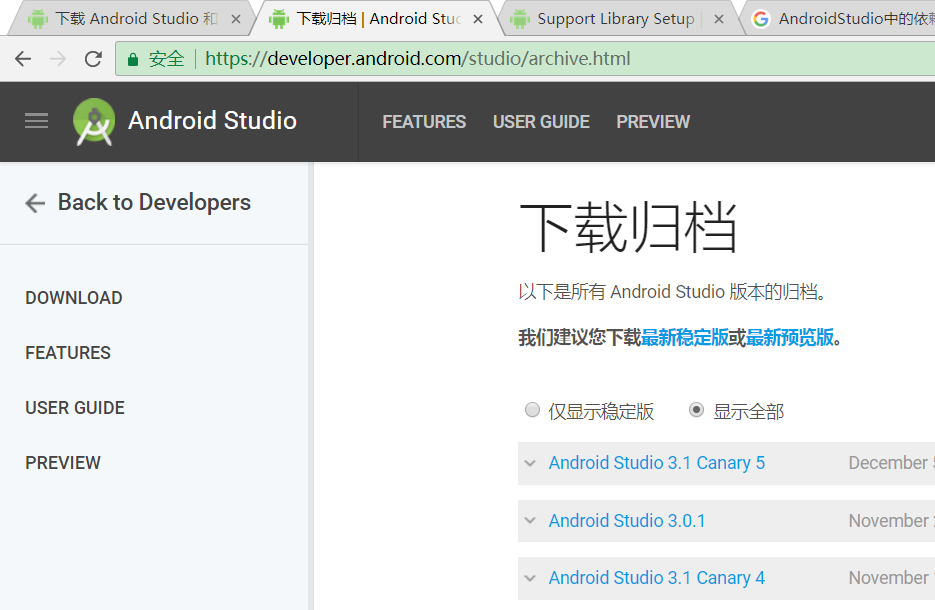 下载 Android Studio 和
下载归档 | Android Stu
Support Library Setup
AndroidStudio中的依赖
安全 | https://developer.android.com/studio/archive.html
Android Studio
FEATURES USER GUIDE PREVIEW
Back to Developers
DOWNLOAD
FEATURES
USER GUIDE
PREVIEW
下载归档
以下是所有 Android Studio 版本的归档。
我们建议您下载最新稳定版或最新预览版。
仅显示稳定版 显示全部
Android Studio 3.1 Canary 5 December
Android Studio 3.0.1 November
Android Studio 3.1 Canary 4 November